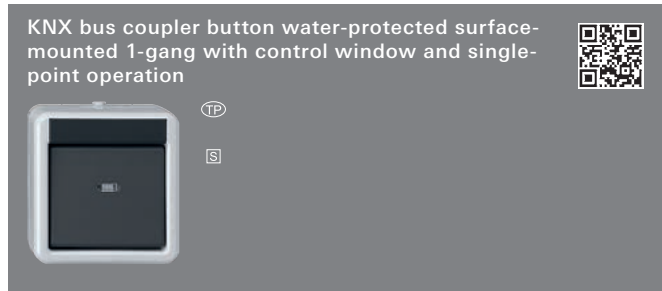 KNX bus coupler button water-protected surface-
mounted 1-gang with control window and single-
point operation
TP
S